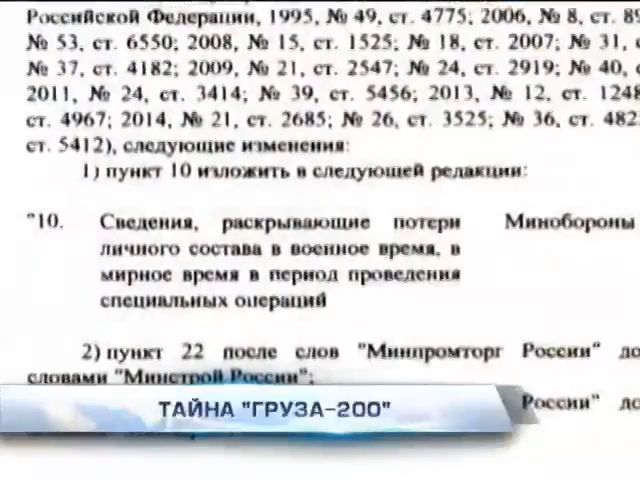 Российской Федерации, 1995, № 49, ст. 4775; 2006, № 8, ст.
№ 53, ст. 6550; 2008, № 15, ст. 1525; № 18, ст. 2007; № 31,
№ 37, ст. 4182; 2009, № 21, ст. 2547; № 24, ст. 2919; № 40,
2011, № 24, ст. 3414; № 39, ст. 5456; 2013, № 12, ст.
ст. 4967; 2014, № 21, ст. 2685; № 26, ст. 3525; № 36, ст.
ст. 5412), следующие изменения:
1) пункт 10 изложить в следующей редакции:
"10. Сведения, раскрывающие потери Минобороны
личного состава в военное время, в
мирное время в период проведения
специальных операций
2) пункт 22 после слов "Минпромторг России"
словами "Минстрой России";
России"
ТАЙНА "ГРУЗА-200"